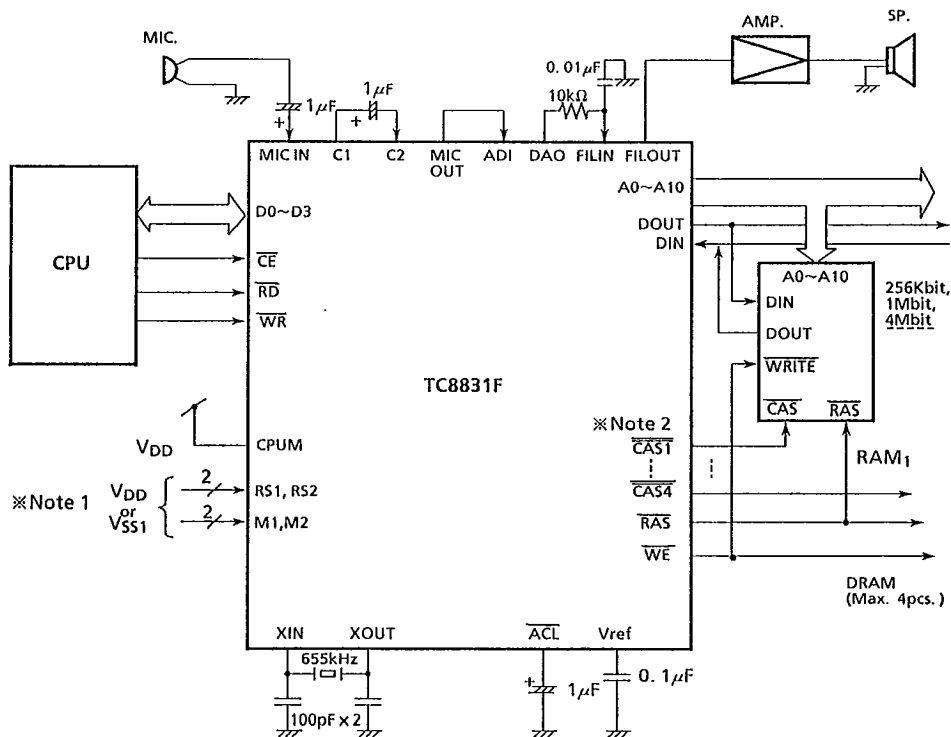 MIC.
AMP.
SP.
1μF
1μF
0.01μF
10kΩ
+
+
MIC IN
C1
C2
MIC
OUT
ADI
DAO
FILIN
FILOUT
A0~A10
DOUT
DIN
CPU
D0~D3
CE
RD
WR
A0~A10
DIN
DOUT
WRITE
CAS
RAS
256Kbit,
1Mbit,
4Mbit
TC8831F
※Note 2
VDD
CPUM
CAS1
CAS4
RAS
WE
RAM1
※Note 1
VDD
or
VSS1
2
2
RS1, RS2
M1,M2
DRAM
(Max. 4pcs.)
XIN
XOUT
ACL
Vref
655kHz
100pF x 2
+
1μF
0.1μF